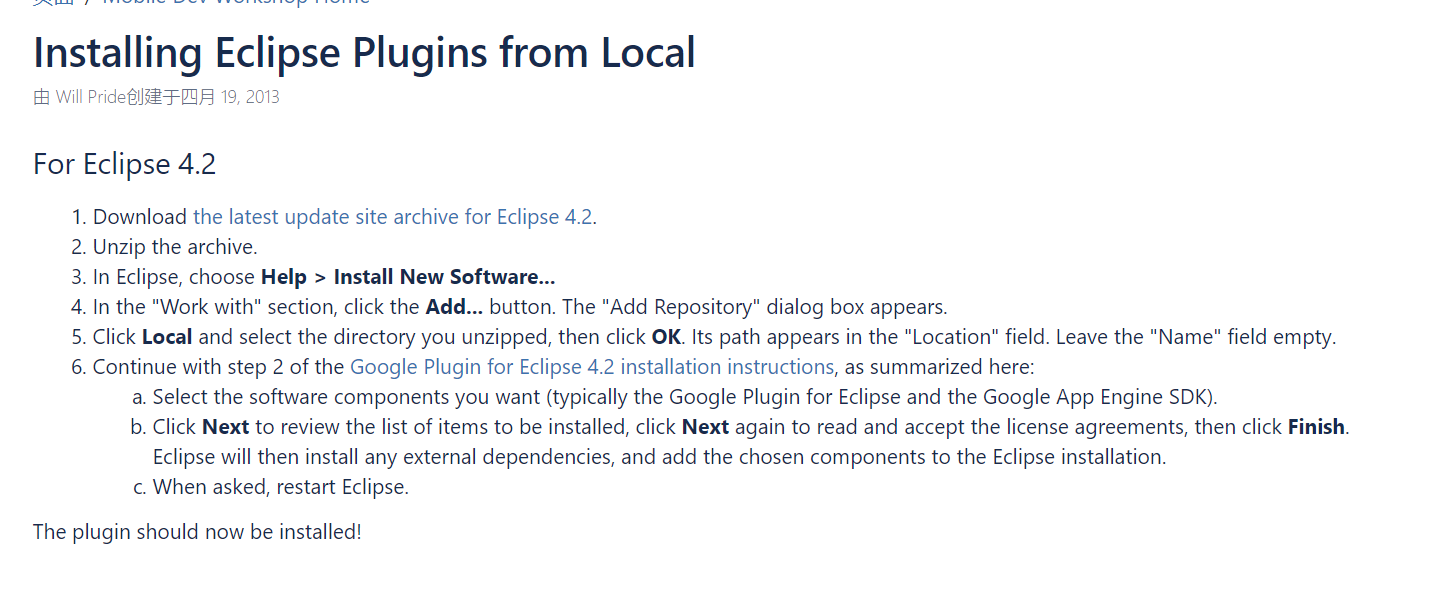 页面 / Mobile Dev Workshop Home
Installing Eclipse Plugins from Local
由 Will Pride创建于四月 19, 2013
For Eclipse 4.2
1. Download the latest update site archive for Eclipse 4.2.
2. Unzip the archive.
3. In Eclipse, choose Help > Install New Software...
4. In the "Work with" section, click the Add... button. The "Add Repository" dialog box appears.
5. Click Local and select the directory you unzipped, then click OK. Its path appears in the "Location" field. Leave the "Name" field empty.
6. Continue with step 2 of the Google Plugin for Eclipse 4.2 installation instructions, as summarized here:
a. Select the software components you want (typically the Google Plugin for Eclipse and the Google App Engine SDK).
b. Click Next to review the list of items to be installed, click Next again to read and accept the license agreements, then click Finish.
Eclipse will then install any external dependencies, and add the chosen components to the Eclipse installation.
c. When asked, restart Eclipse.
The plugin should now be installed!